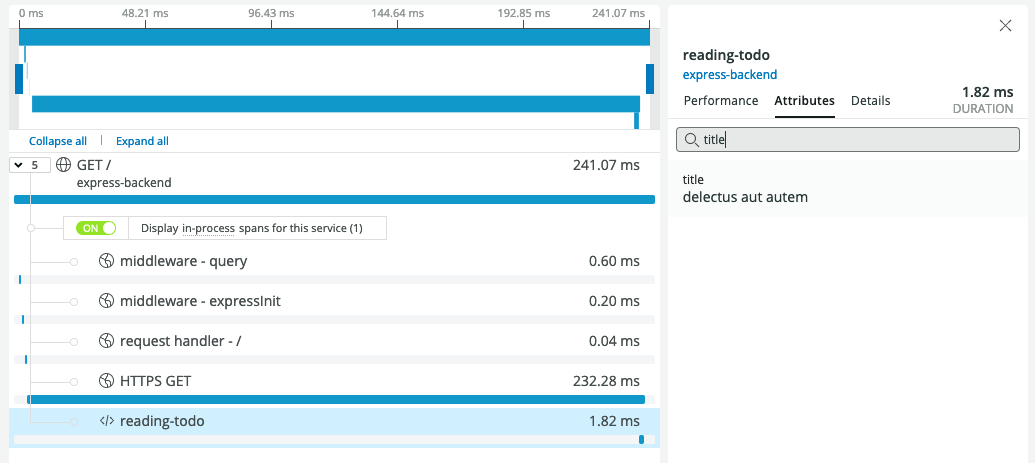 0 ms 48.21 ms 96.43 ms 144.64 ms 192.85 ms 241.07 ms
Collapse all Expand all
5 GET / 241.07 ms
express-backend
ON Display in-process spans for this service (1)
middleware - query 0.60 ms
middleware - expressInit 0.20 ms
request handler - / 0.04 ms
HTTPS GET 232.28 ms
</> reading-todo 1.82 ms
reading-todo
express-backend
1.82 ms
Performance Attributes Details DURATION
title
title
delectus aut autem